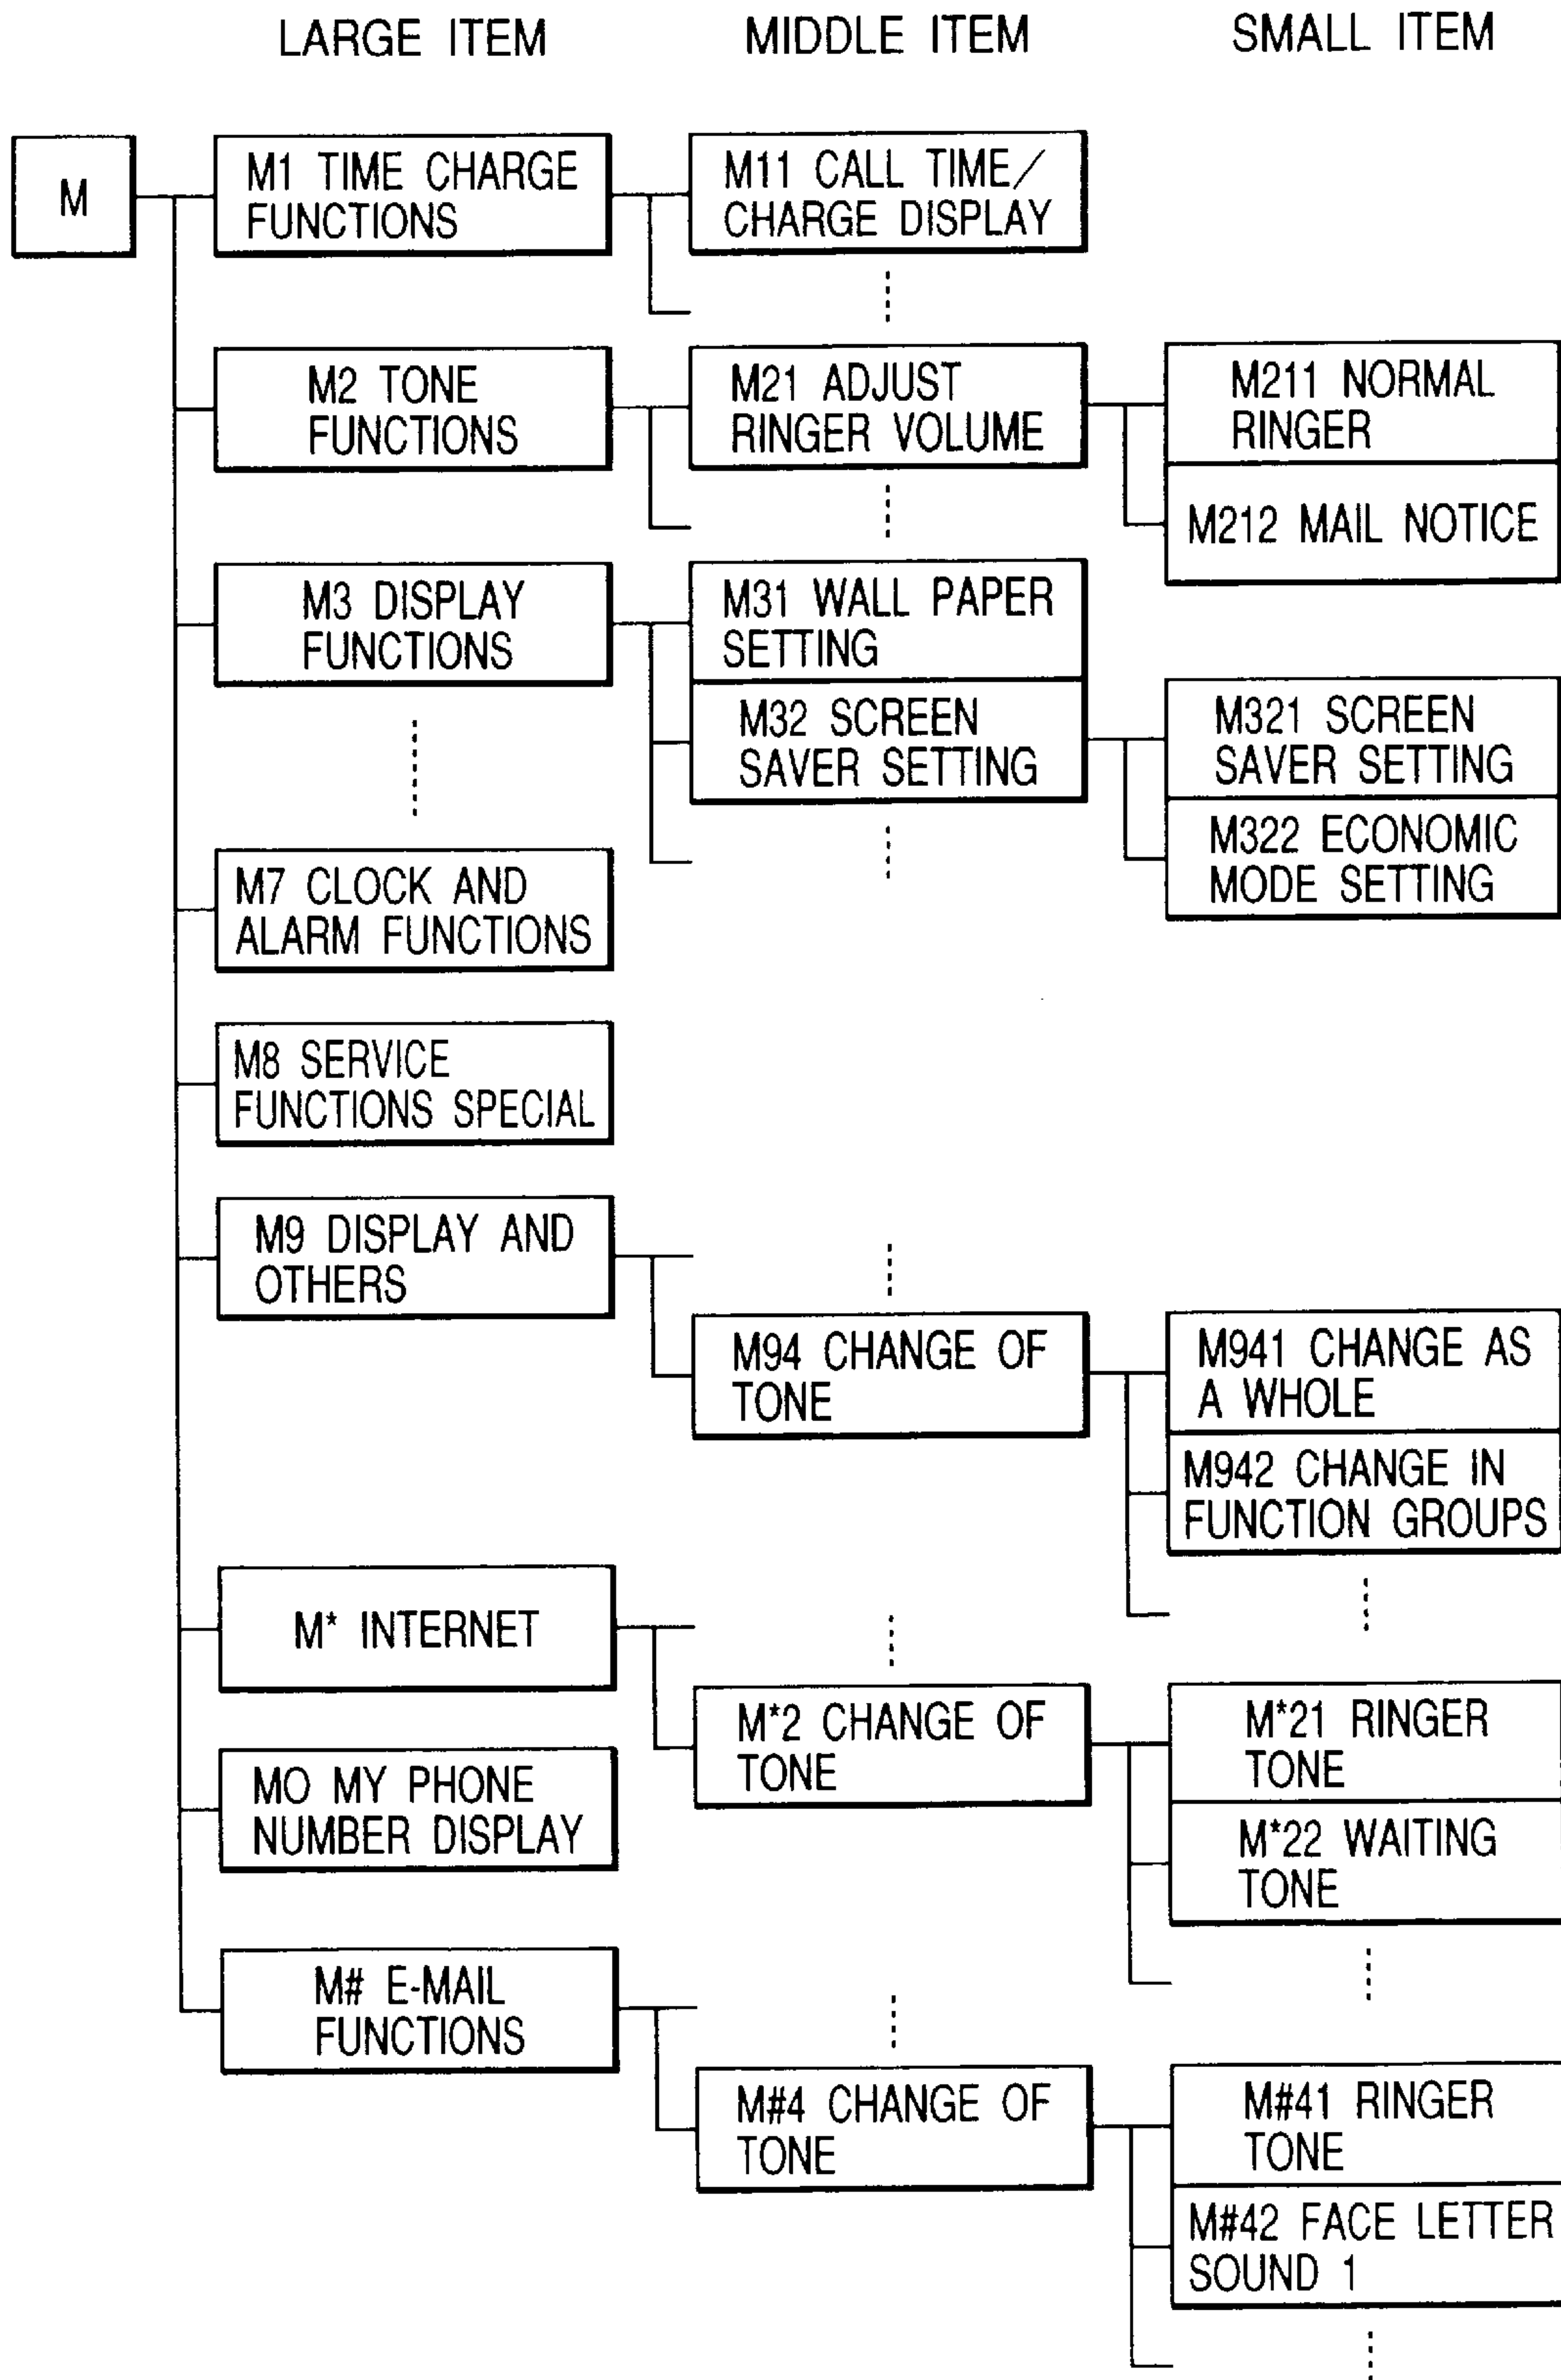 LARGE ITEM
MIDDLE ITEM
SMALL ITEM
M
M1 TIME CHARGE
FUNCTIONS
M11 CALL TIME/
CHARGE DISPLAY
M2 TONE
FUNCTIONS
M21 ADJUST
RINGER VOLUME
M211 NORMAL
RINGER
M212 MAIL NOTICE
M3 DISPLAY
FUNCTIONS
M31 WALL PAPER
SETTING
M32 SCREEN
SAVER SETTING
M321 SCREEN
SAVER SETTING
M322 ECONOMIC
MODE SETTING
M7 CLOCK AND
ALARM FUNCTIONS
M8 SERVICE
FUNCTIONS SPECIAL
M9 DISPLAY AND
OTHERS
M94 CHANGE OF
TONE
M941 CHANGE AS
A WHOLE
M942 CHANGE IN
FUNCTION GROUPS
M* INTERNET
M*2 CHANGE OF
TONE
M*21 RINGER
TONE
M*22 WAITING
TONE
MO MY PHONE
NUMBER DISPLAY
M# E-MAIL
FUNCTIONS
M#4 CHANGE OF
TONE
M#41 RINGER
TONE
M#42 FACE LETTER
SOUND 1